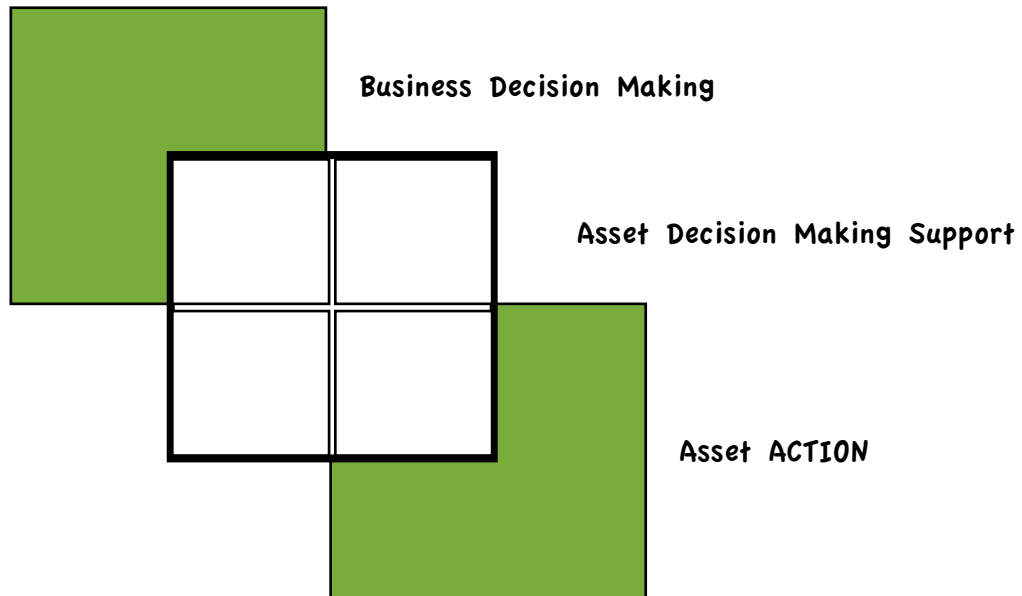 Business Decision Making
Asset Decision Making Support
Asset ACTION